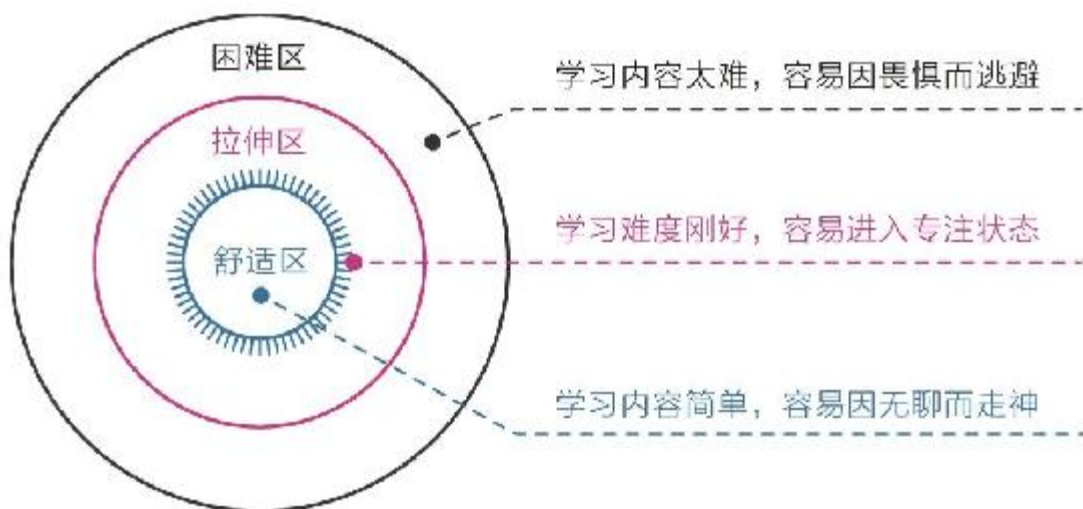 困难区
学习内容太难，容易因畏惧而逃避
拉伸区
学习难度刚好，容易进入专注状态
舒适区
学习内容简单，容易因无聊而走神